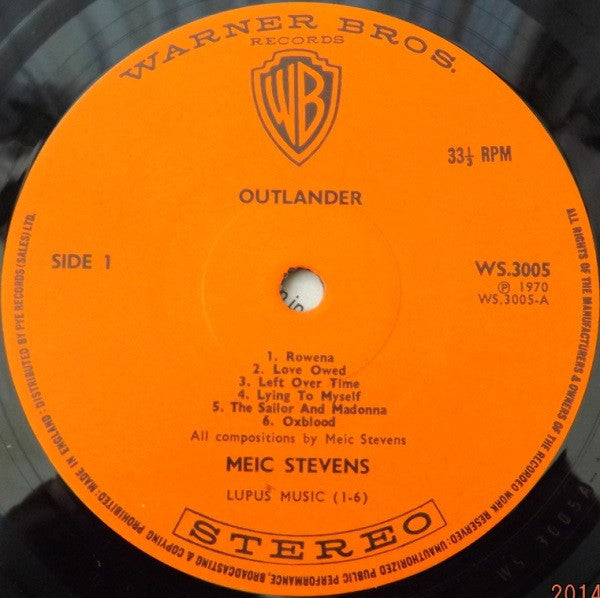 WARNER BROS.
RECORDS
WB
33⅓ RPM
OUTLANDER
SIDE 1
WS.3005
Ⓟ 1970
WS.3005-A
1. Rowena
2. Love Owed
3. Left Over Time
4. Lying To Myself
5. The Sailor And Madonna
6. Oxblood
All compositions by Meic Stevens
MEIC STEVENS
LUPUS MUSIC (1-6)
STEREO
ALL RIGHTS OF THE MANUFACTURERS & OWNERS OF THE RECORDED WORK RESERVED: UNAUTHORIZED PUBLIC PERFORMANCE, BROADCASTING & COPYING PROHIBITED·MADE IN ENGLAND: DISTRIBUTED BY PYE RECORDS (SALES) LTD.
WS 3005 A
2014